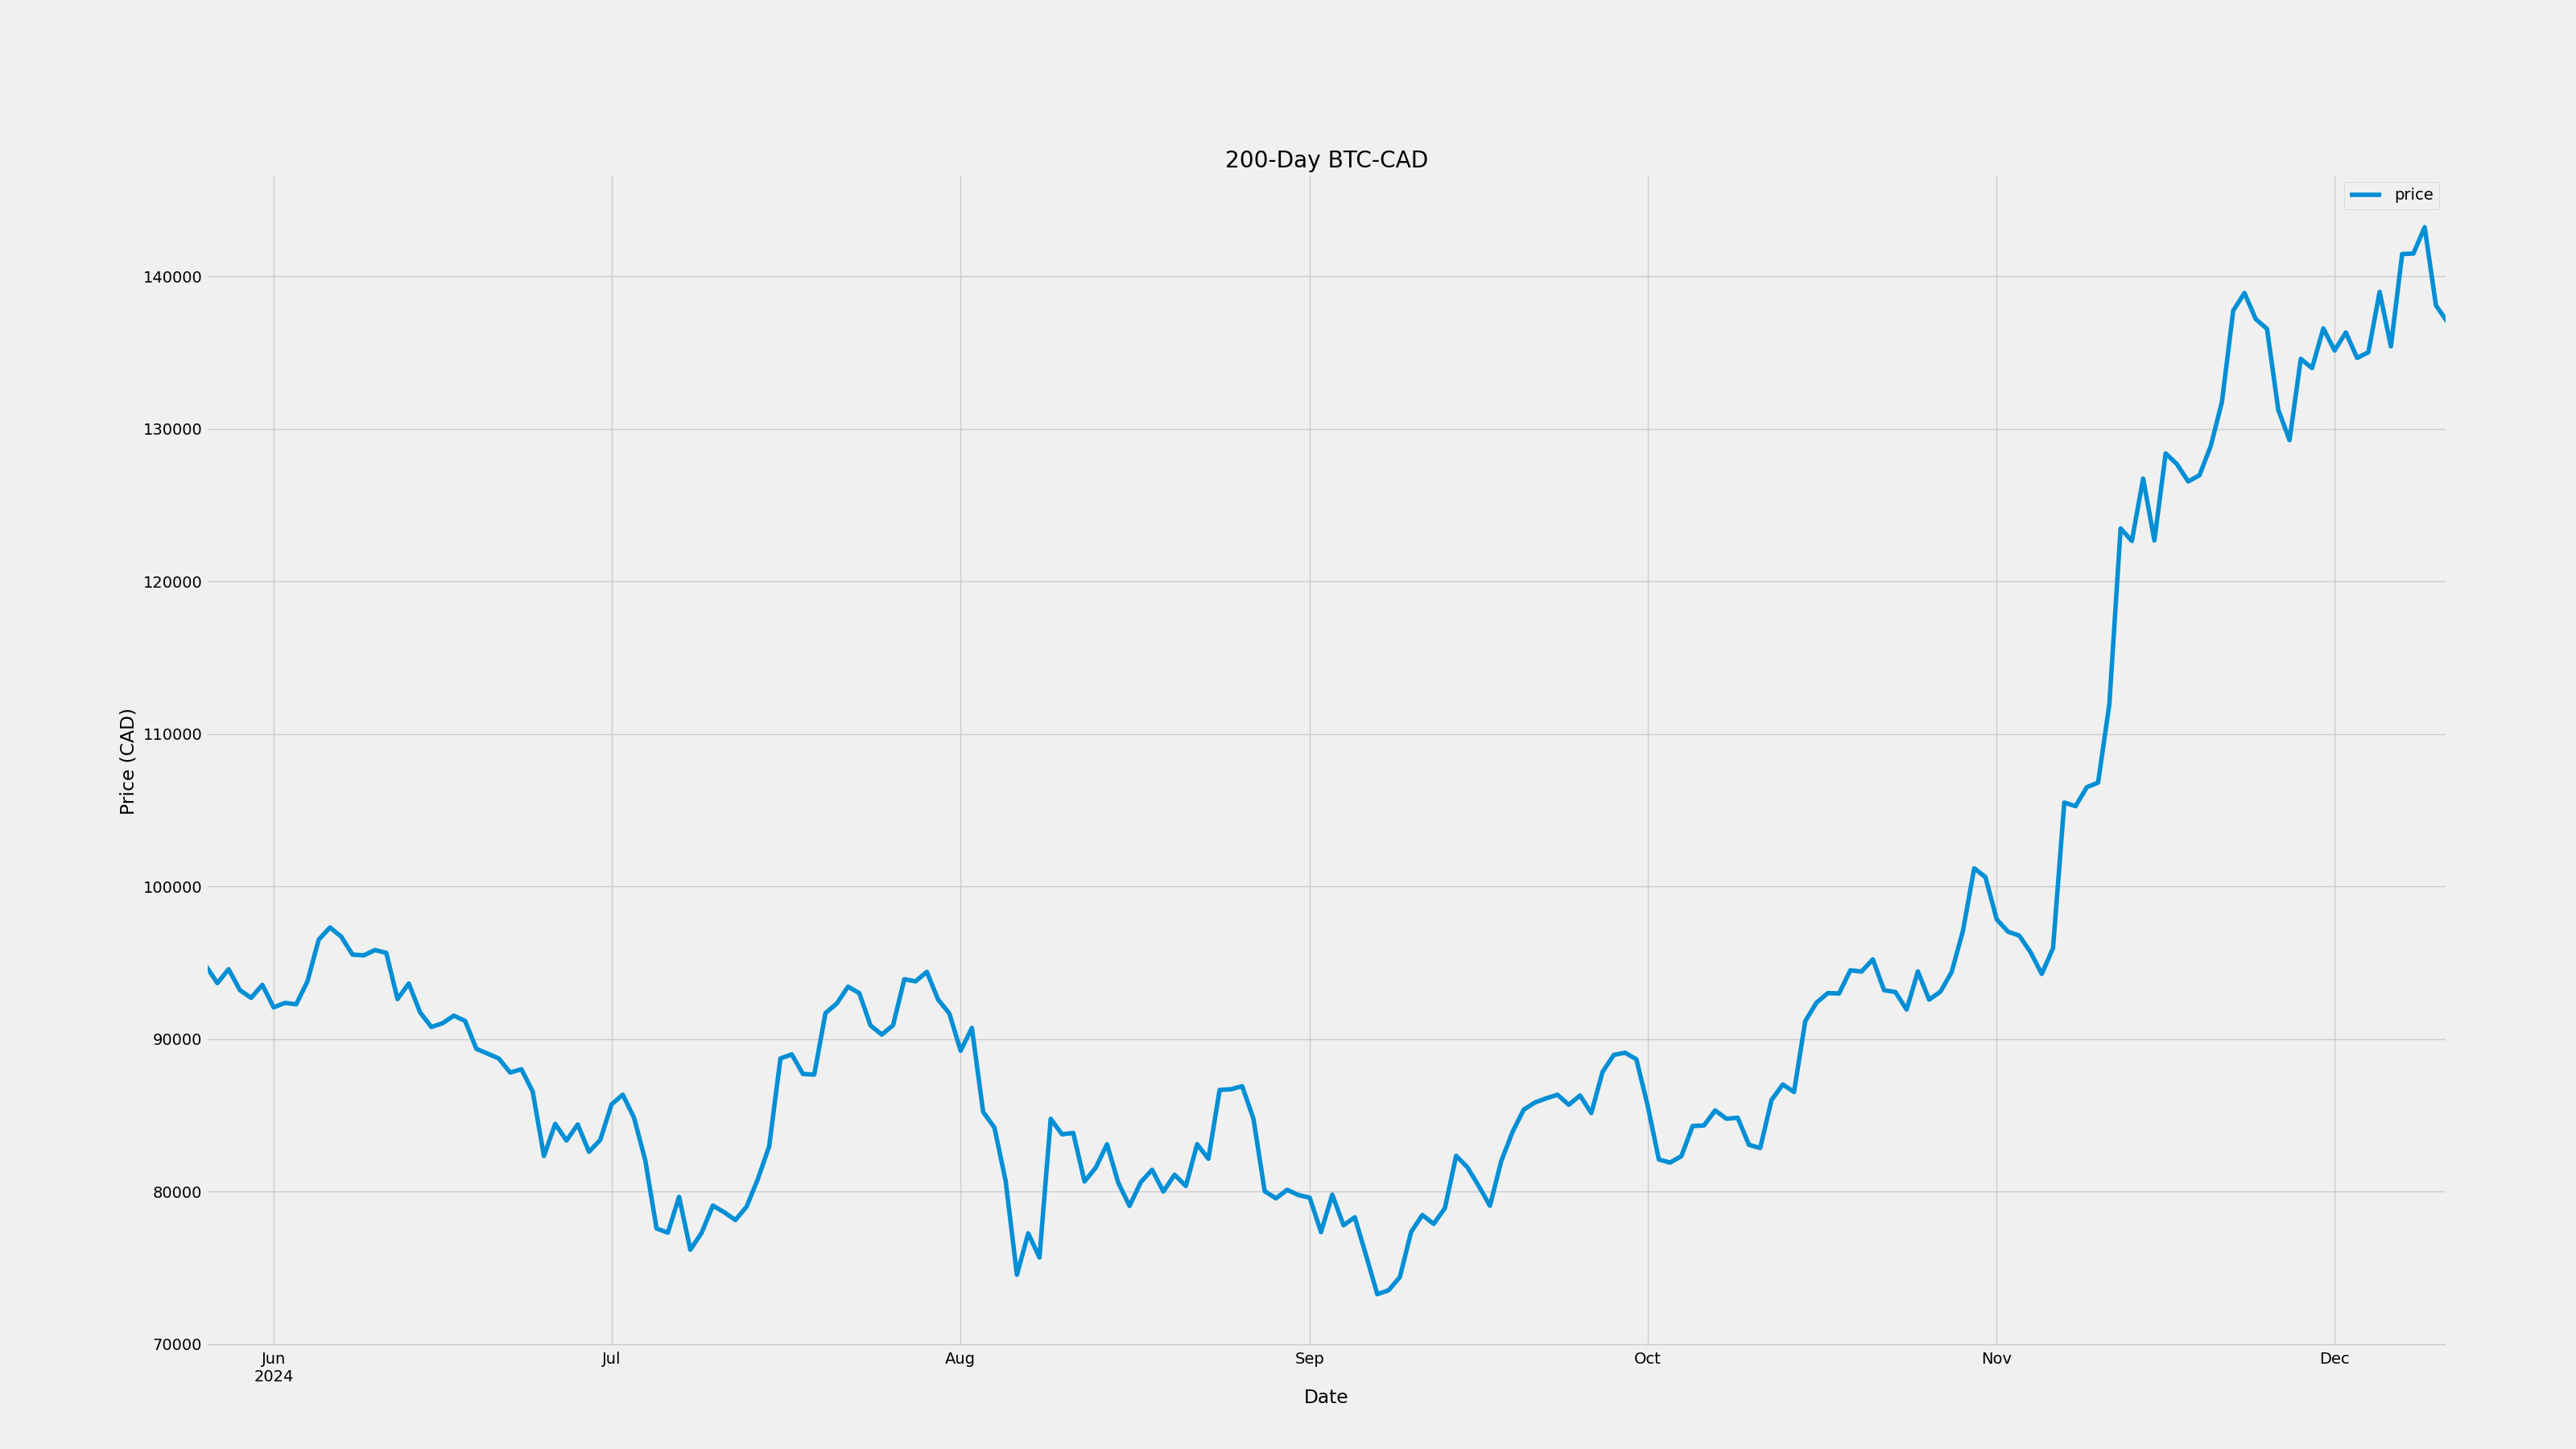 200-Day BTC-CAD
price
Price (CAD)
140000
130000
120000
110000
100000
90000
80000
70000
Jun Jul Aug Sep Oct Nov Dec
2024
Date